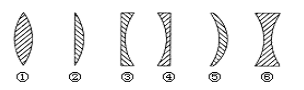 ① ② ③ ④ ⑤ ⑥